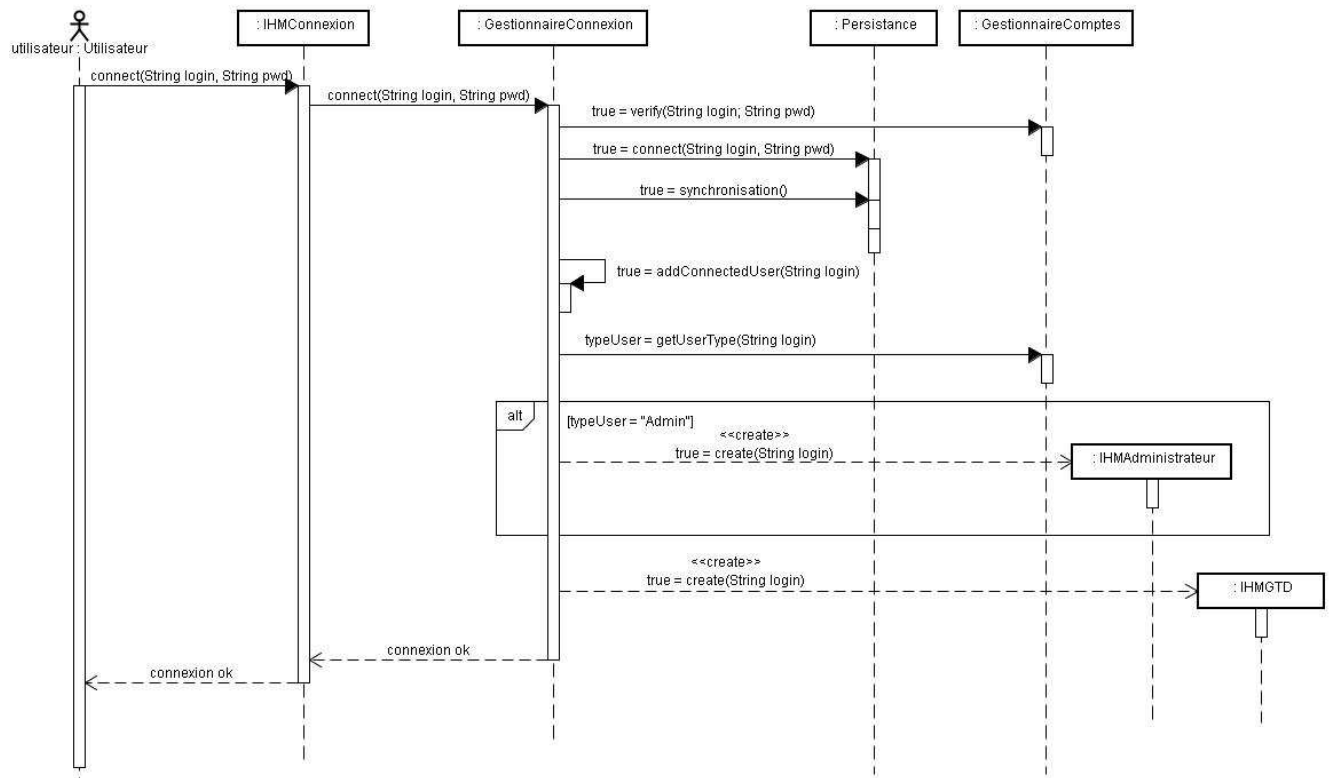 : IHMConnexion
: GestionnaireConnexion
: Persistance
: GestionnaireComptes
utilisateur : Utilisateur
connect(String login, String pwd)
connect(String login, String pwd)
true = verify(String login; String pwd)
true = connect(String login, String pwd)
true = synchronisation()
true = addConnectedUser(String login)
typeUser = getUserType(String login)
alt
[typeUser = "Admin"]
<<create>>
true = create(String login)
: IHMAdministrateur
<<create>>
true = create(String login)
: IHMGTD
connexion ok
connexion ok